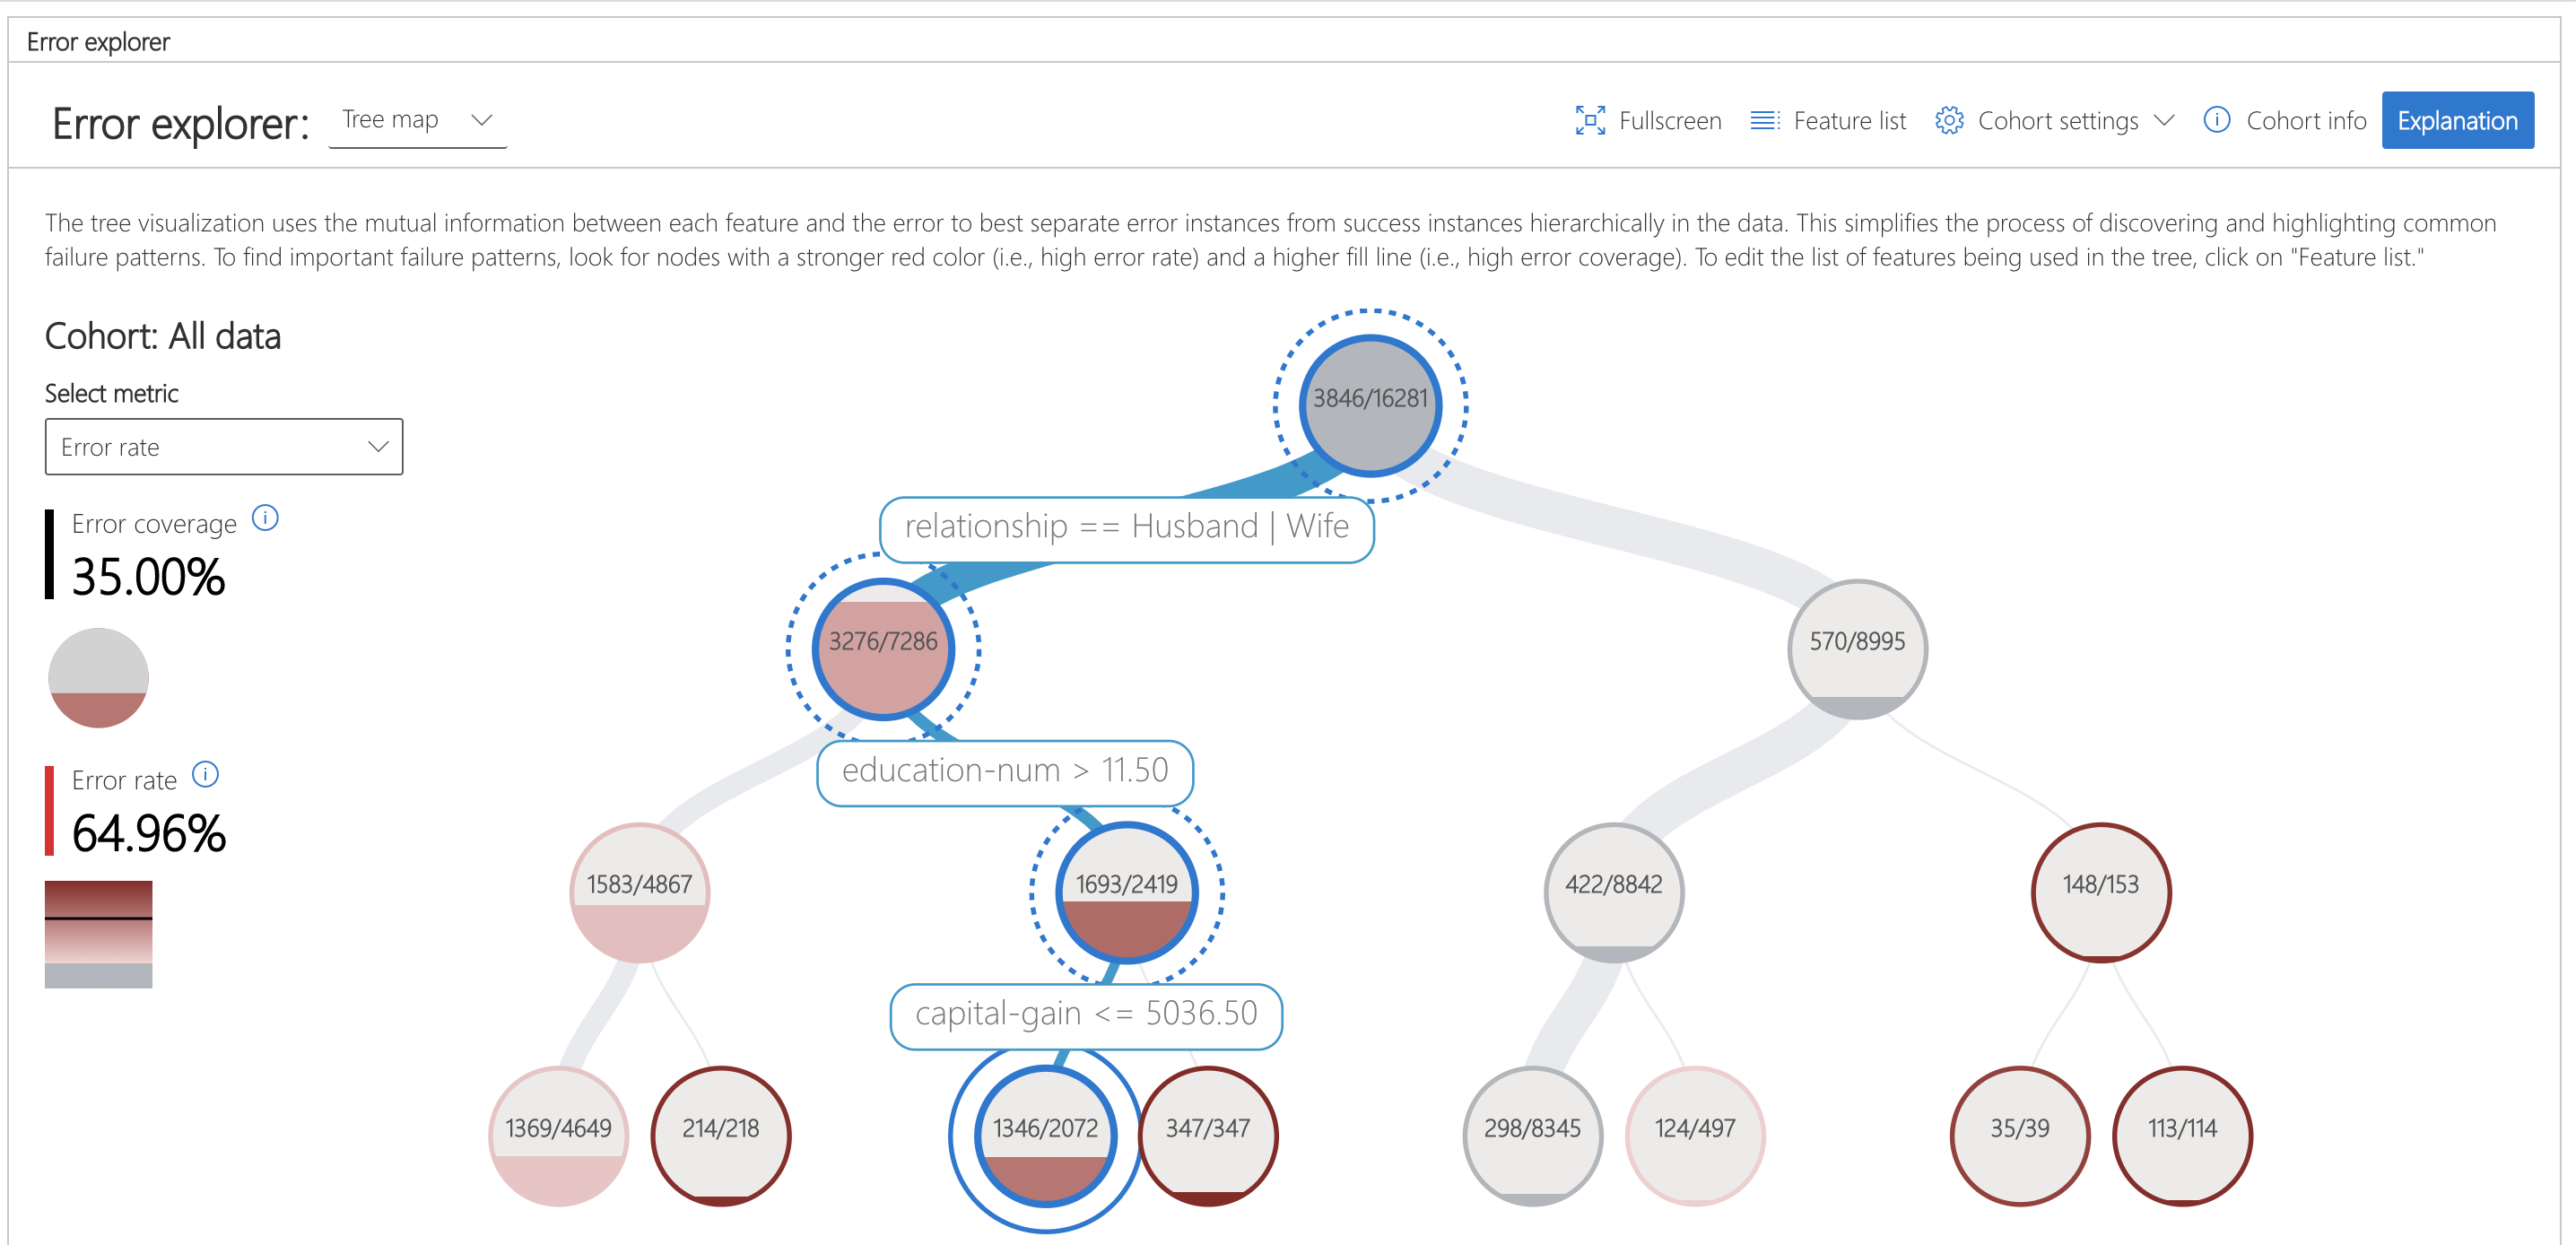 Error explorer
Error explorer:
Tree map
Fullscreen
Feature list
Cohort settings
Cohort info
Explanation
The tree visualization uses the mutual information between each feature and the error to best separate error instances from success instances hierarchically in the data. This simplifies the process of discovering and highlighting common
failure patterns. To find important failure patterns, look for nodes with a stronger red color (i.e., high error rate) and a higher fill line (i.e., high error coverage). To edit the list of features being used in the tree, click on "Feature list."
Cohort: All data
Select metric
Error rate
Error coverage
35.00%
Error rate
64.96%
3846/16281
relationship == Husband | Wife
3276/7286
570/8995
education-num > 11.50
1583/4867
1693/2419
422/8842
148/153
capital-gain <= 5036.50
1369/4649
214/218
1346/2072
347/347
298/8345
124/497
35/39
113/114